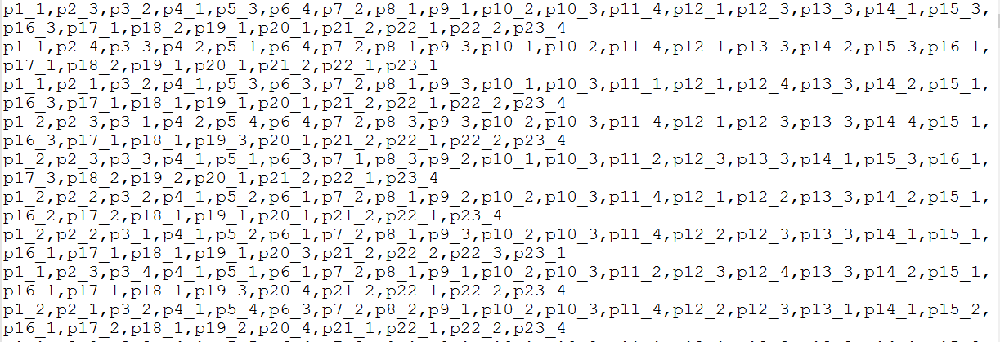 p1_1,p2_3,p3_2,p4_1,p5_3,p6_4,p7_2,p8_1,p9_1,p10_2,p10_3,p11_4,p12_1,p12_3,p13_3,p14_1,p15_3,
p16_3,p17_1,p18_2,p19_1,p20_1,p21_2,p22_1,p22_2,p23_4
p1_1,p2_4,p3_3,p4_2,p5_1,p6_4,p7_2,p8_1,p9_3,p10_1,p10_2,p11_4,p12_1,p13_3,p14_2,p15_3,p16_1,
p17_1,p18_2,p19_1,p20_1,p21_2,p22_1,p23_1
p1_1,p2_1,p3_2,p4_1,p5_3,p6_3,p7_2,p8_1,p9_3,p10_1,p10_3,p11_1,p12_1,p12_4,p13_3,p14_2,p15_1,
p16_3,p17_1,p18_1,p19_1,p20_1,p21_2,p22_1,p22_2,p23_4
p1_2,p2_3,p3_1,p4_2,p5_4,p6_4,p7_2,p8_3,p9_3,p10_2,p10_3,p11_4,p12_1,p12_3,p13_3,p14_4,p15_1,
p16_3,p17_1,p18_1,p19_3,p20_1,p21_2,p22_1,p22_2,p23_4
p1_2,p2_3,p3_3,p4_1,p5_1,p6_3,p7_1,p8_3,p9_2,p10_1,p10_3,p11_2,p12_3,p13_3,p14_1,p15_3,p16_1,
p17_3,p18_2,p19_2,p20_1,p21_2,p22_1,p23_4
p1_2,p2_2,p3_2,p4_1,p5_2,p6_1,p7_2,p8_1,p9_2,p10_2,p10_3,p11_4,p12_1,p12_2,p13_3,p14_2,p15_1,
p16_2,p17_2,p18_1,p19_1,p20_1,p21_2,p22_1,p23_4
p1_2,p2_2,p3_1,p4_1,p5_2,p6_1,p7_2,p8_1,p9_3,p10_2,p10_3,p11_4,p12_2,p12_3,p13_3,p14_1,p15_1,
p16_1,p17_1,p18_1,p19_1,p20_3,p21_2,p22_2,p22_3,p23_1
p1_1,p2_3,p3_4,p4_1,p5_1,p6_1,p7_2,p8_1,p9_1,p10_2,p10_3,p11_2,p12_3,p12_4,p13_3,p14_2,p15_1,
p16_1,p17_1,p18_1,p19_3,p20_4,p21_2,p22_1,p22_2,p23_4
p1_2,p2_1,p3_2,p4_1,p5_4,p6_3,p7_2,p8_2,p9_1,p10_2,p10_3,p11_4,p12_2,p12_3,p13_1,p14_1,p15_2,
p16_1,p17_2,p18_1,p19_2,p20_4,p21_1,p22_1,p22_2,p23_4